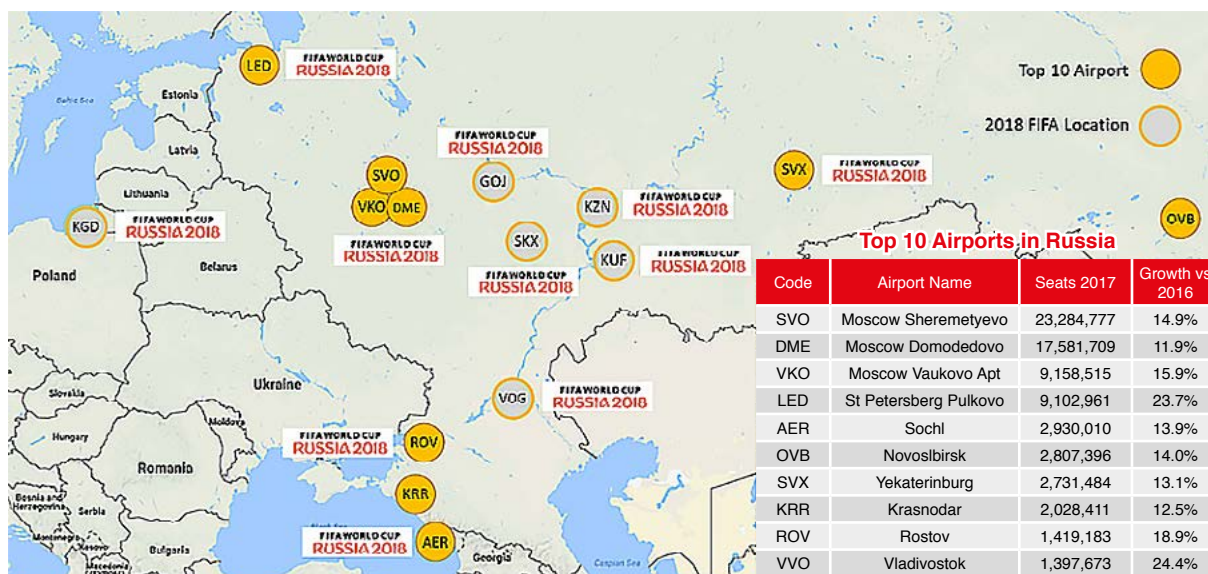 LED
FIFA WORLD CUP
RUSSIA 2018
Top 10 Airport
Baltic Sea
Estonia
2018 FIFA Location
Latvia
FIFA WORLD CUP
RUSSIA 2018
SVO
GOJ
SVX
FIFA WORLD CUP
RUSSIA 2018
Lithuania
VKO
DME
KZN
FIFA WORLD CUP
RUSSIA 2018
KGD
FIFA WORLD CUP
RUSSIA 2018
OVB
FIFA WORLD CUP
RUSSIA 2018
SKX
KUF
FIFA WORLD CUP
RUSSIA 2018
Poland
Belarus
FIFA WORLD CUP
RUSSIA 2018
Ukraine
VOG
FIFA WORLD CUP
RUSSIA 2018
Slovakia
Moldova
Hungary
FIFA WORLD CUP
RUSSIA 2018
ROV
Romania
KRR
Bosnia and
Herzegovina
Serbia
Montenegro
Kosovo
Bulgaria
Macedonia
Black Sea
FIFA WORLD CUP
RUSSIA 2018
AER
Georgia
Caspian Sea
Top 10 Airports in Russia
Code Airport Name Seats 2017 Growth vs 2016
SVO Moscow Sheremetyevo 23,284,777 14.9%
DME Moscow Domodedovo 17,581,709 11.9%
VKO Moscow Vaukovo Apt 9,158,515 15.9%
LED St Petersberg Pulkovo 9,102,961 23.7%
AER Sochl 2,930,010 13.9%
OVB Novoslbirsk 2,807,396 14.0%
SVX Yekaterinburg 2,731,484 13.1%
KRR Krasnodar 2,028,411 12.5%
ROV Rostov 1,419,183 18.9%
VVO Vladivostok 1,397,673 24.4%